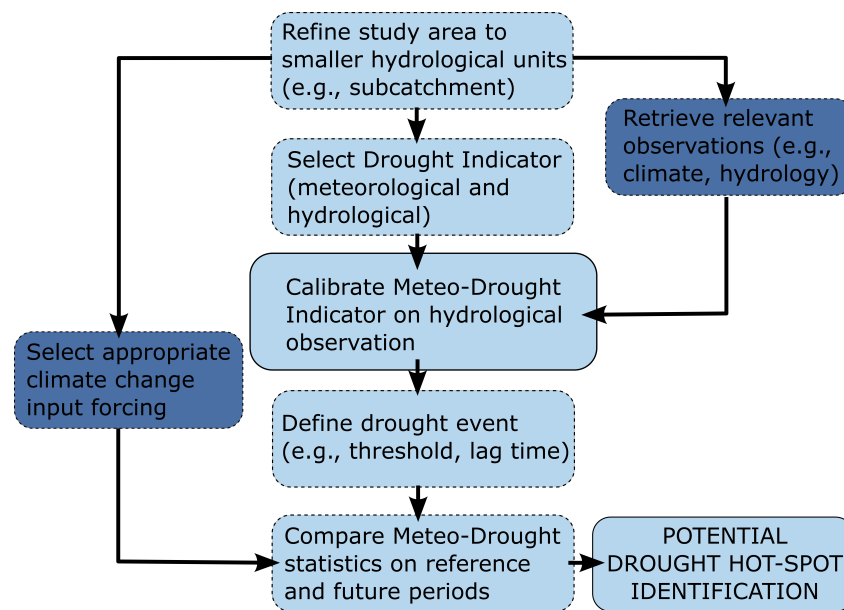 Refine study area to
smaller hydrological units
(e.g., subcatchment)
Retrieve relevant
observations (e.g.,
climate, hydrology)
Select Drought Indicator
(meteorological and
hydrological)
Calibrate Meteo-Drought
Indicator on hydrological
observation
Select appropriate
climate change
input forcing
Define drought event
(e.g., threshold, lag time)
Compare Meteo-Drought
statistics on reference
and future periods
POTENTIAL
DROUGHT HOT-SPOT
IDENTIFICATION